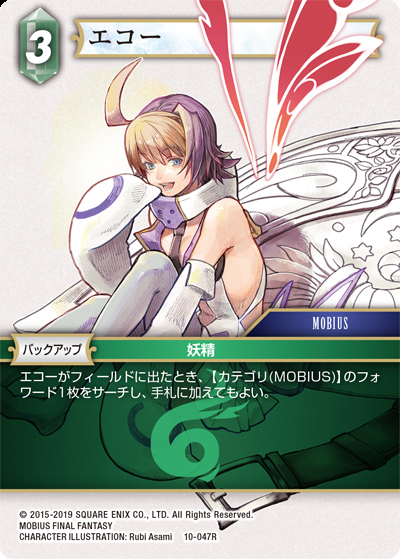 3
エコー
MOBIUS
バックアップ
妖精
エコーがフィールドに出たとき、【カテゴリ(MOBIUS)】のフォ
ワード1枚をサーチし、手札に加えてもよい。
© 2015-2019 SQUARE ENIX CO., LTD. All Rights Reserved.
MOBIUS FINAL FANTASY
CHARACTER ILLUSTRATION: Rubi Asami 10-047R